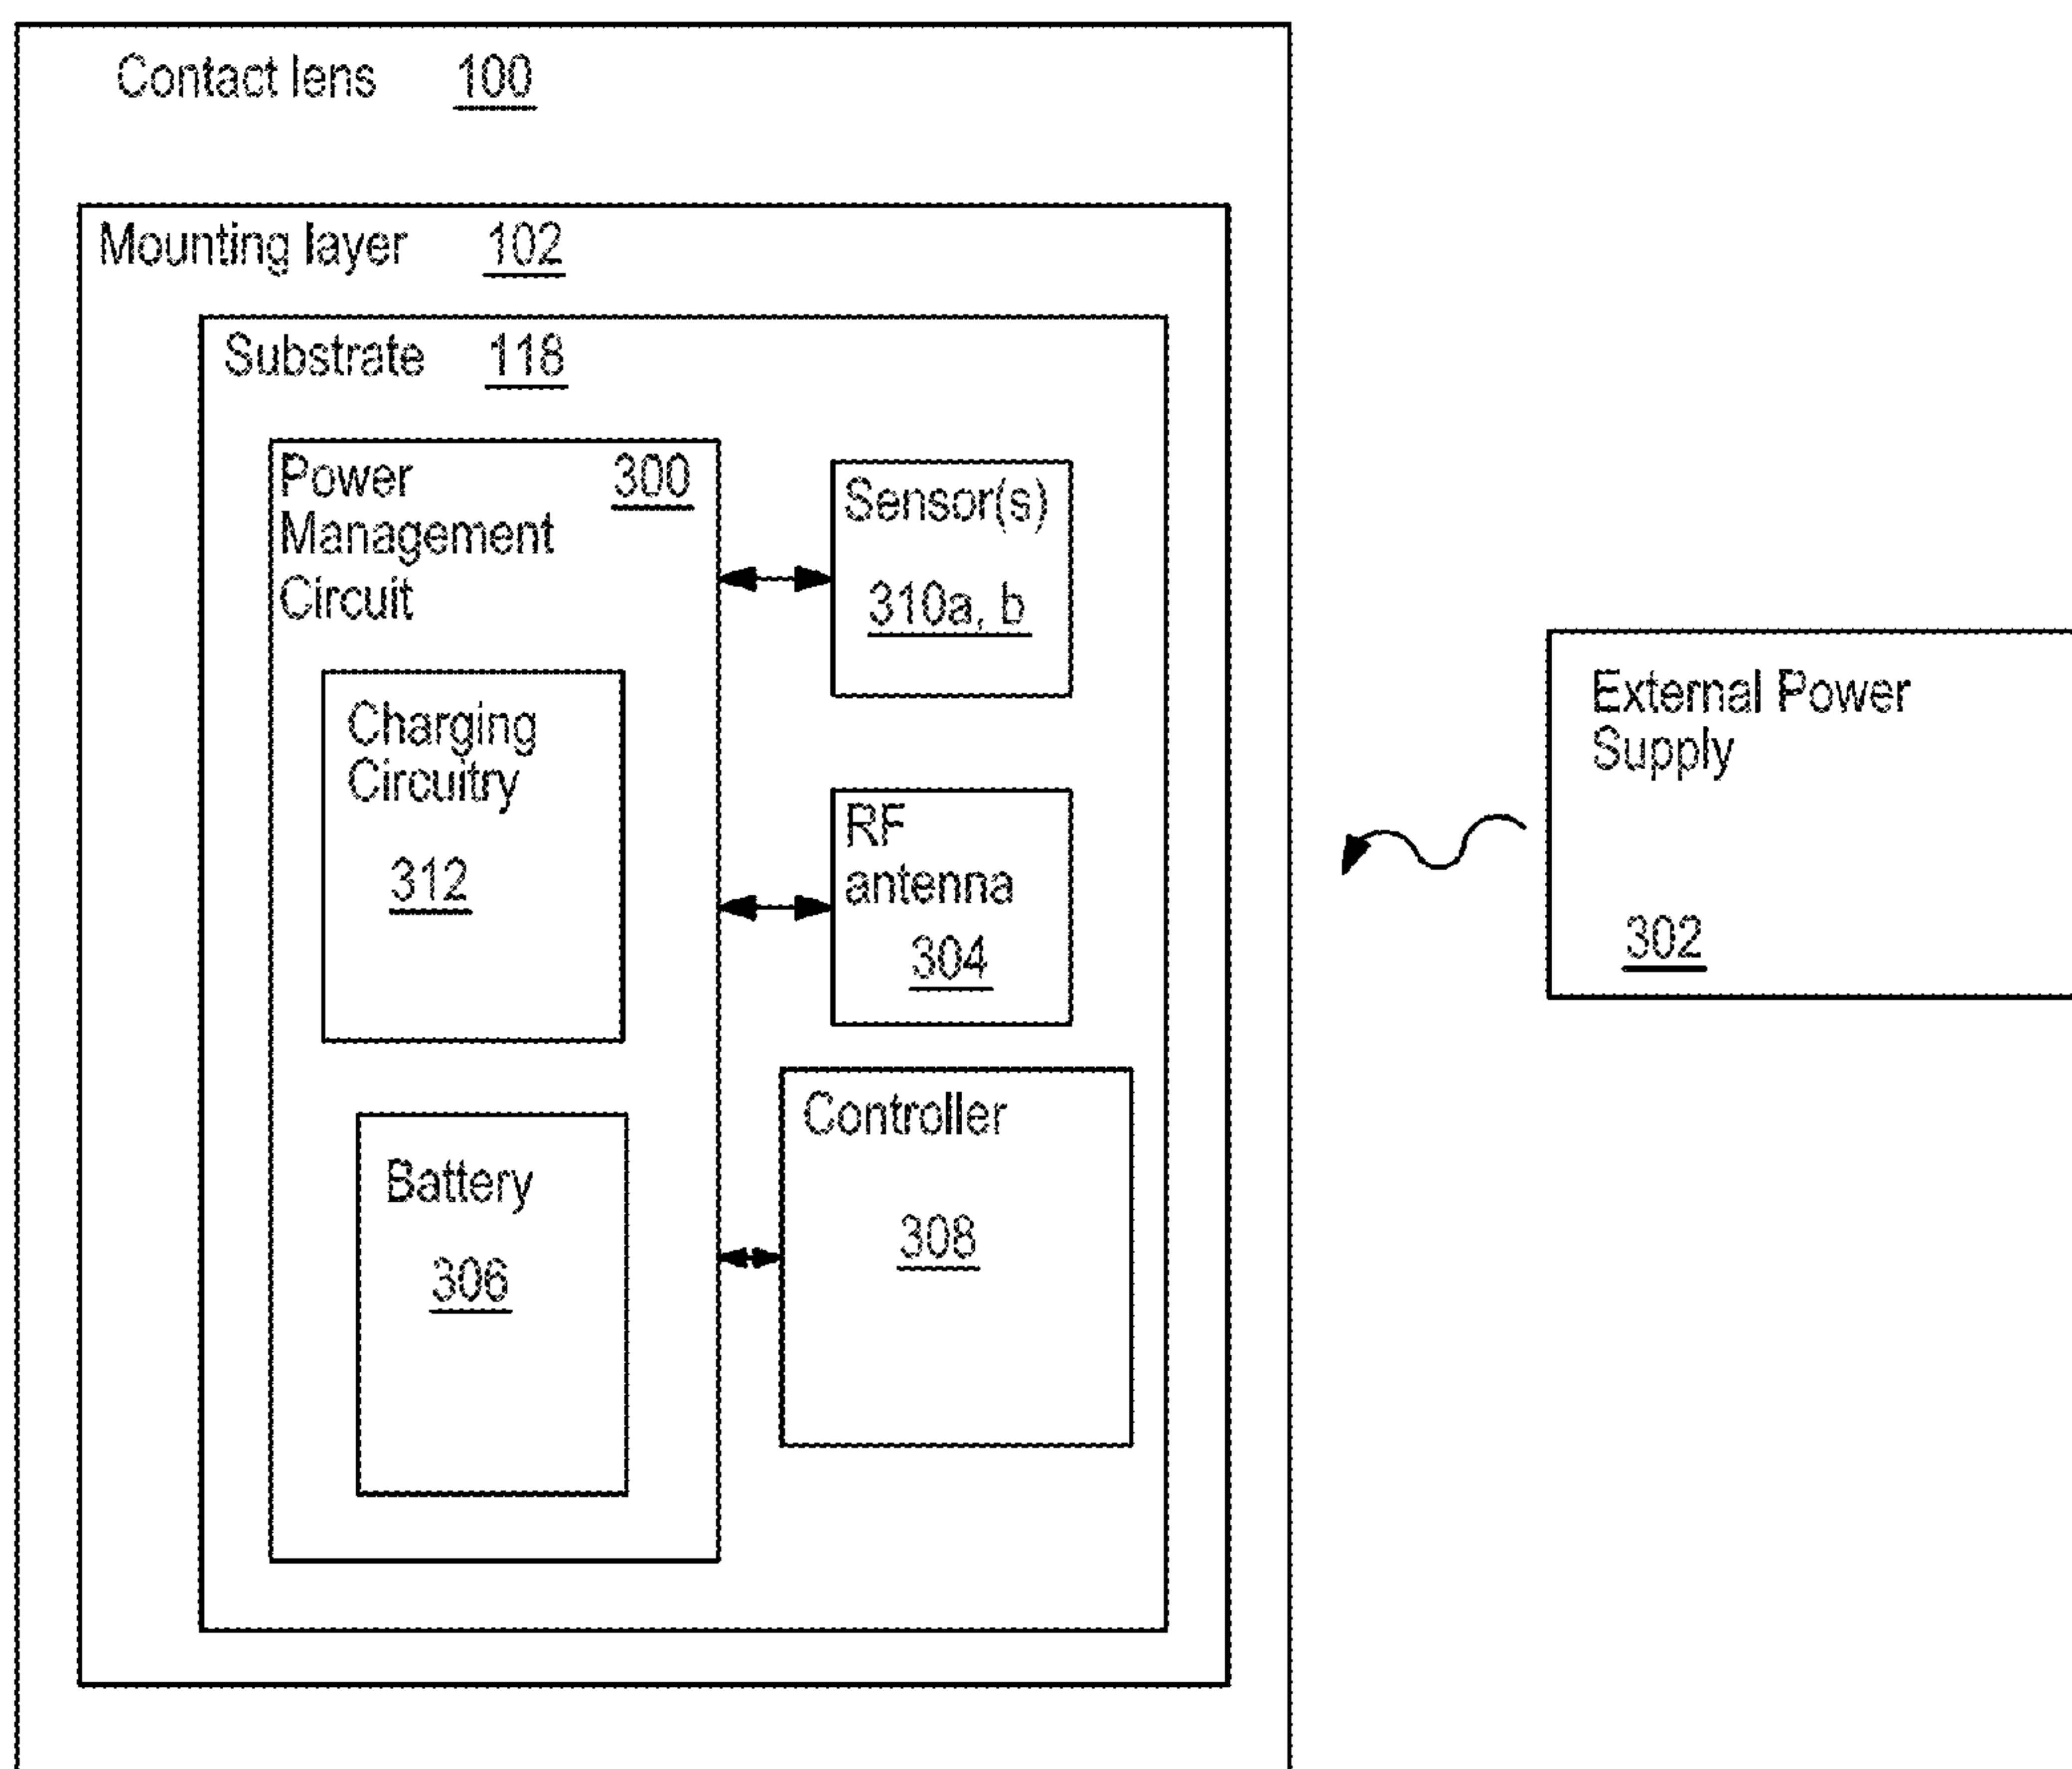 Contact lens 100
Mounting layer 102
Substrate 118
Power 300
Management
Circuit
Sensor(s)
310a, b
Charging
Circuitry
312
RF
antenna
304
Battery
306
Controller
308
External Power
Supply
302